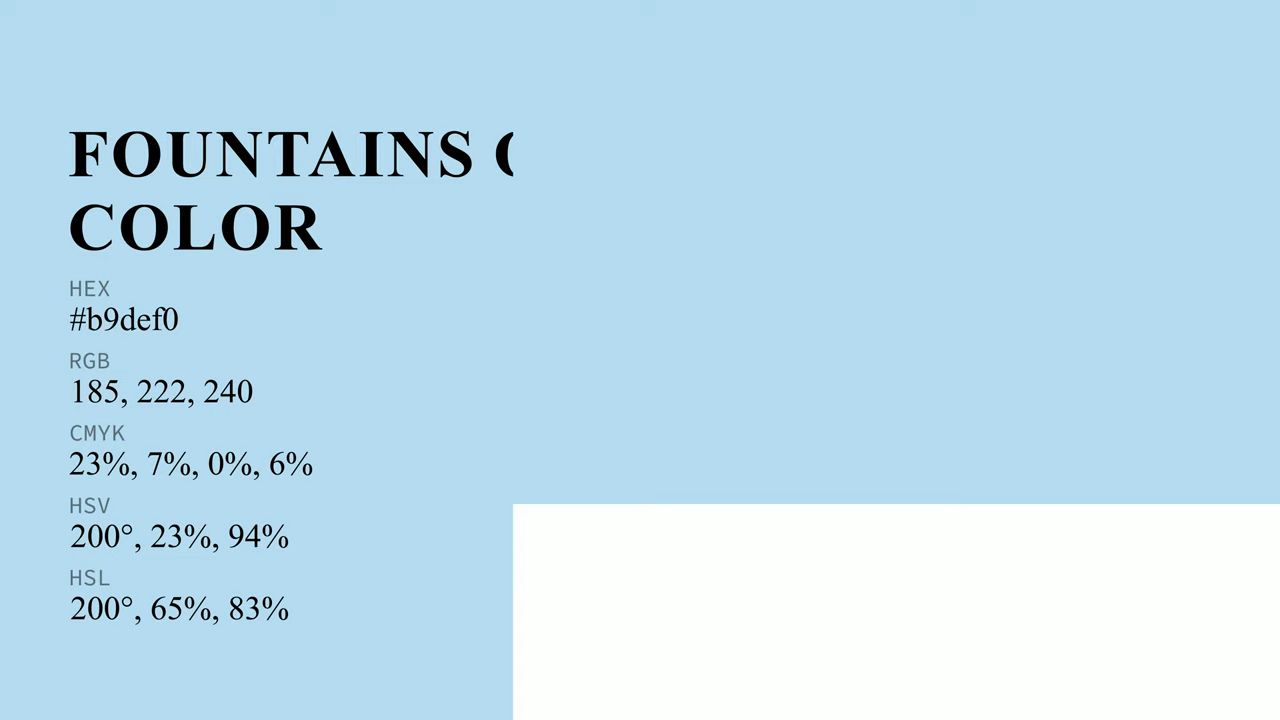 FOUNTAINS
COLOR
HEX
#b9def0
RGB
185, 222, 240
CMYK
23%, 7%, 0%, 6%
HSV
200°, 23%, 94%
HSL
200°, 65%, 83%